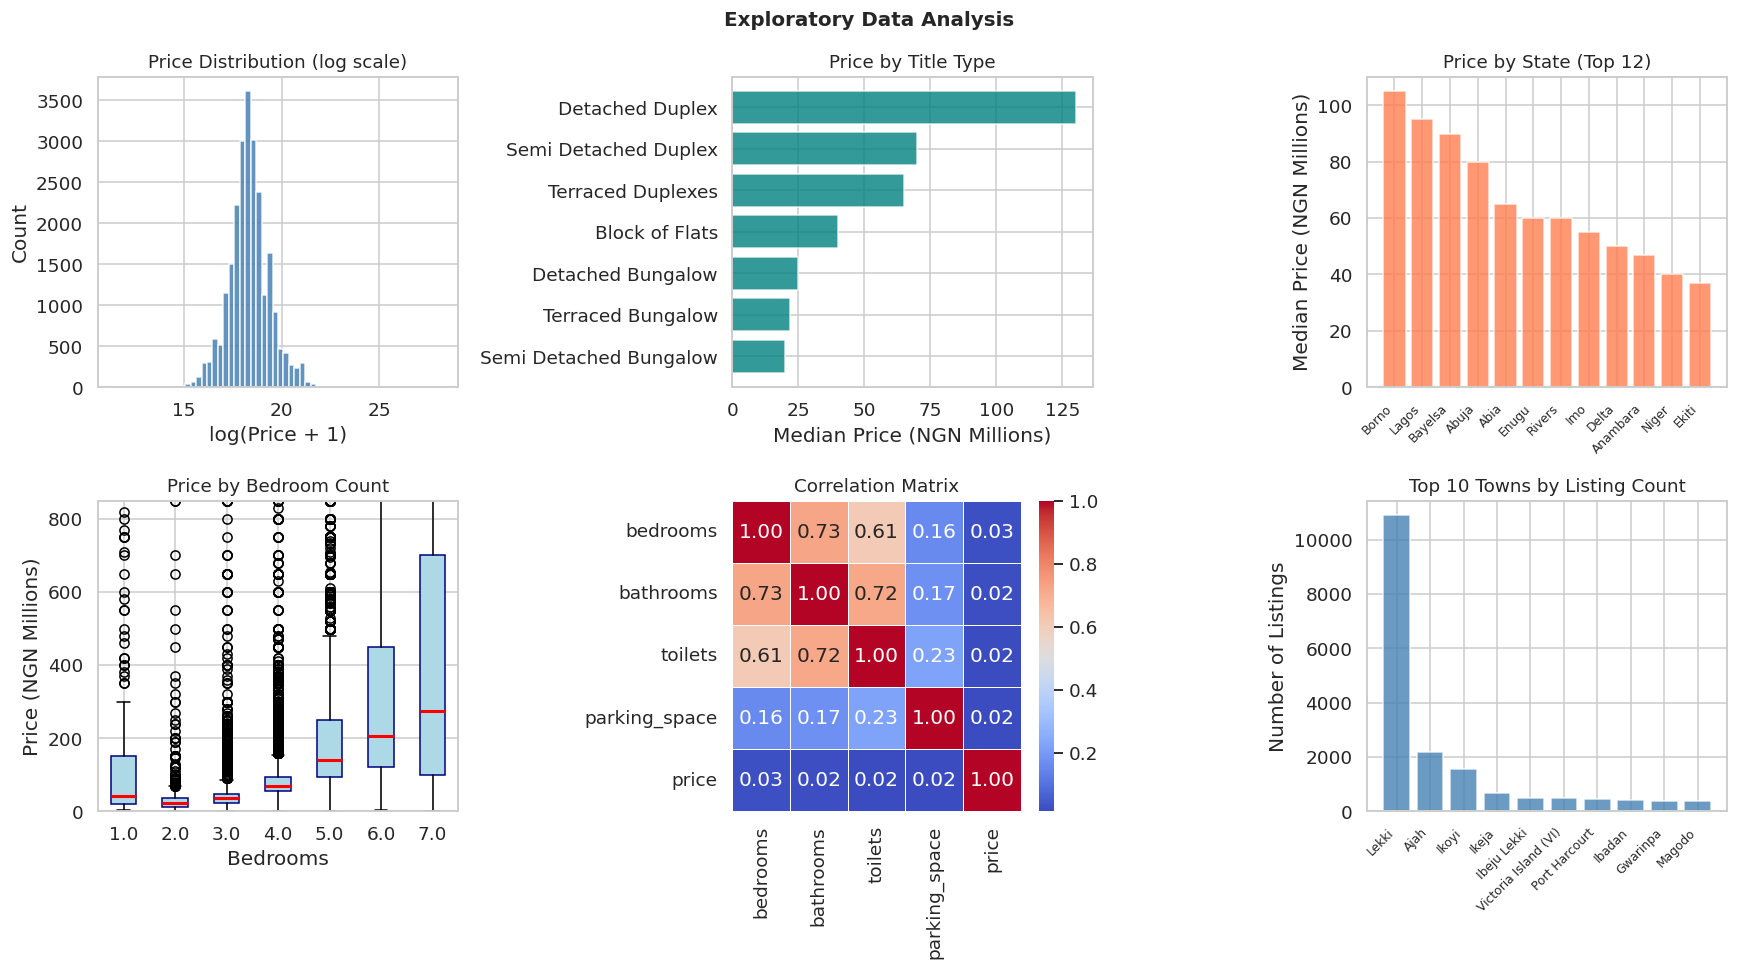 Exploratory Data Analysis
Price Distribution (log scale)
Count
3500
3000
2500
2000
1500
1000
500
0
15
20
25
log(Price + 1)
Price by Title Type
Detached Duplex
Semi Detached Duplex
Terraced Duplexes
Block of Flats
Detached Bungalow
Terraced Bungalow
Semi Detached Bungalow
0
25
50
75
100
125
Median Price (NGN Millions)
Price by State (Top 12)
Median Price (NGN Millions)
100
80
60
40
20
0
Borno
Lagos
Bayelsa
Abuja
Abia
Enugu
Rivers
Imo
Delta
Anambara
Niger
Ekiti
Price by Bedroom Count
Price (NGN Millions)
800
600
400
200
0
1.0
2.0
3.0
4.0
5.0
6.0
7.0
Bedrooms
Correlation Matrix
bedrooms
1.00 0.73 0.61 0.16 0.03
bathrooms
0.73 1.00 0.72 0.17 0.02
toilets
0.61 0.72 1.00 0.23 0.02
parking_space
0.16 0.17 0.23 1.00 0.02
price
0.03 0.02 0.02 0.02 1.00
bedrooms
bathrooms
toilets
parking_space
price
1.0
0.8
0.6
0.4
0.2
Top 10 Towns by Listing Count
Number of Listings
10000
8000
6000
4000
2000
0
Lekki
Ajah
Ikoyi
Ikeja
Ibeju Lekki
Victoria Island (VI)
Port Harcourt
Ibadan
Gwarinpa
Magodo